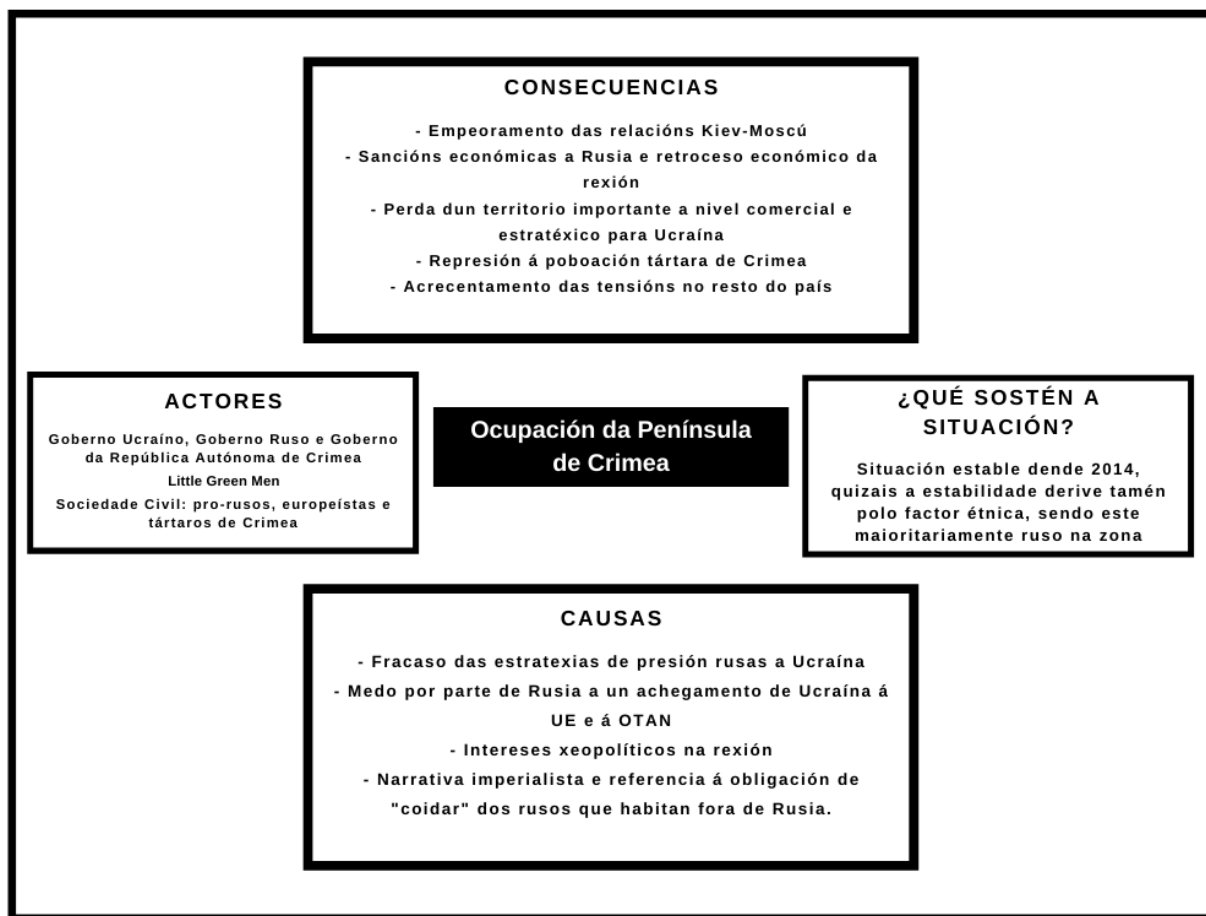 CONSECUENCIAS
- Empeoramento das relacións Kiev-Moscú
- Sancións económicas a Rusia e retroceso económico da
rexión
- Perda dun territorio importante a nivel comercial e
estratéxico para Ucraína
- Represión á poboación tártara de Crimea
- Acrecentamento das tensións no resto do país
ACTORES
Goberno Ucraíno, Goberno Ruso e Goberno
da República Autónoma de Crimea
Little Green Men
Sociedade Civil: pro-rusos, europeístas e
tártaros de Crimea
Ocupación da Península
de Crimea
¿QUÉ SOSTÉN A
SITUACIÓN?
Situación estable dende 2014,
quizais a estabilidade derive tamén
polo factor étnica, sendo este
maioritariamente ruso na zona
CAUSAS
- Fracaso das estratexias de presión rusas a Ucraína
- Medo por parte de Rusia a un achegamento de Ucraína á
UE e á OTAN
- Intereses xeopolíticos na rexión
- Narrativa imperialista e referencia á obligación de
"coidar" dos rusos que habitan fora de Rusia.